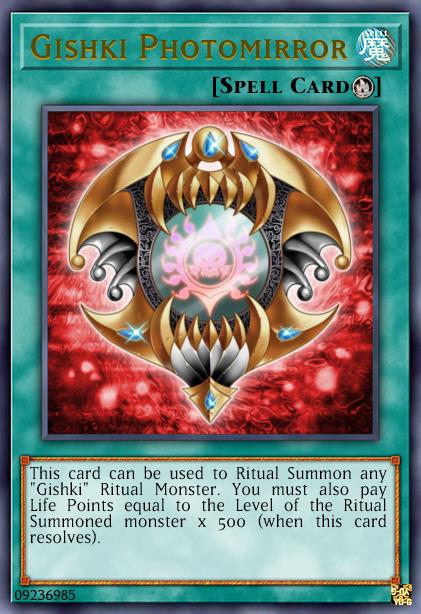 GISHKI PHOTOMIRROR
SPELL
魔
[SPELL CARD]
This card can be used to Ritual Summon any
"Gishki" Ritual Monster. You must also pay
Life Points equal to the Level of the Ritual
Summoned monster x 500 (when this card
resolves).
09236985